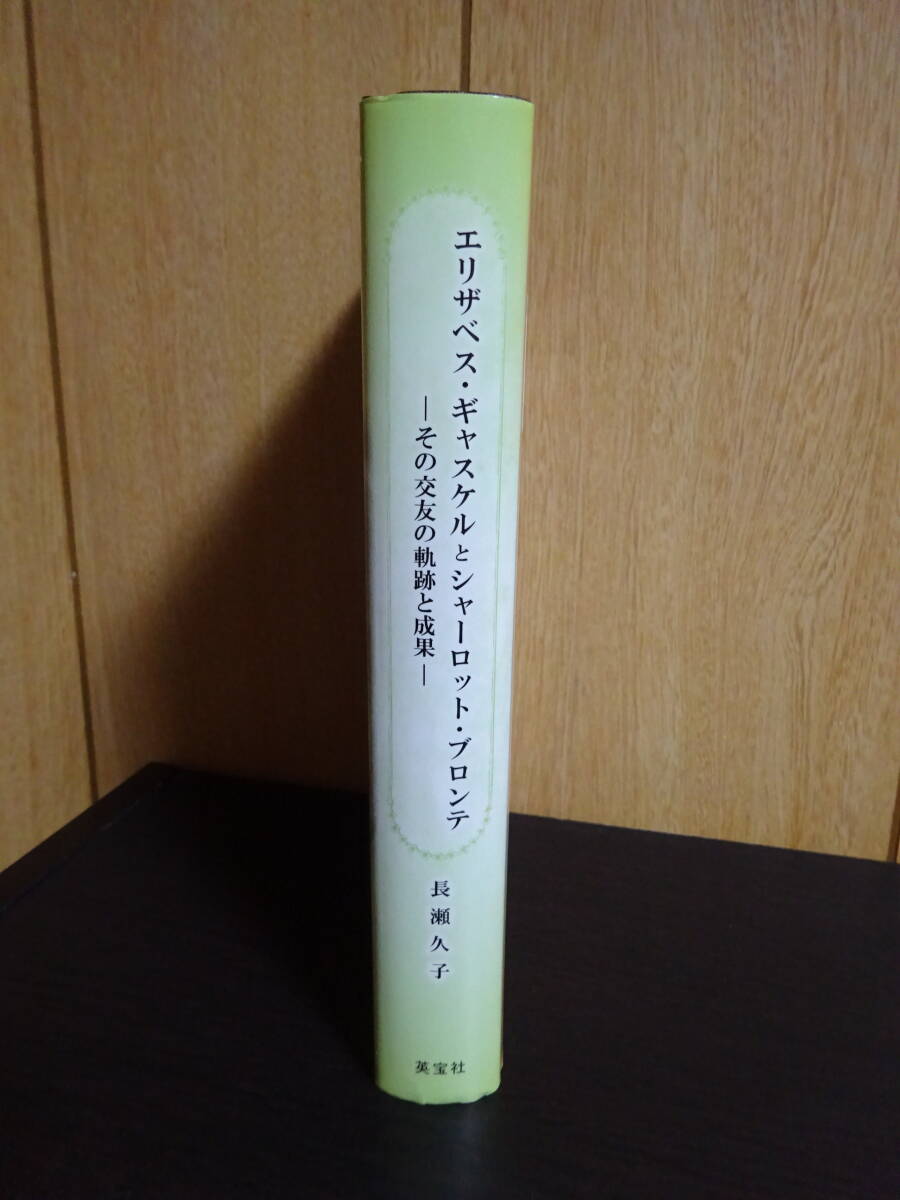 エリザベス・ギャスケルとシャーロット・ブロンテ
―その交友の軌跡と成果―
長瀬久子
英宝社